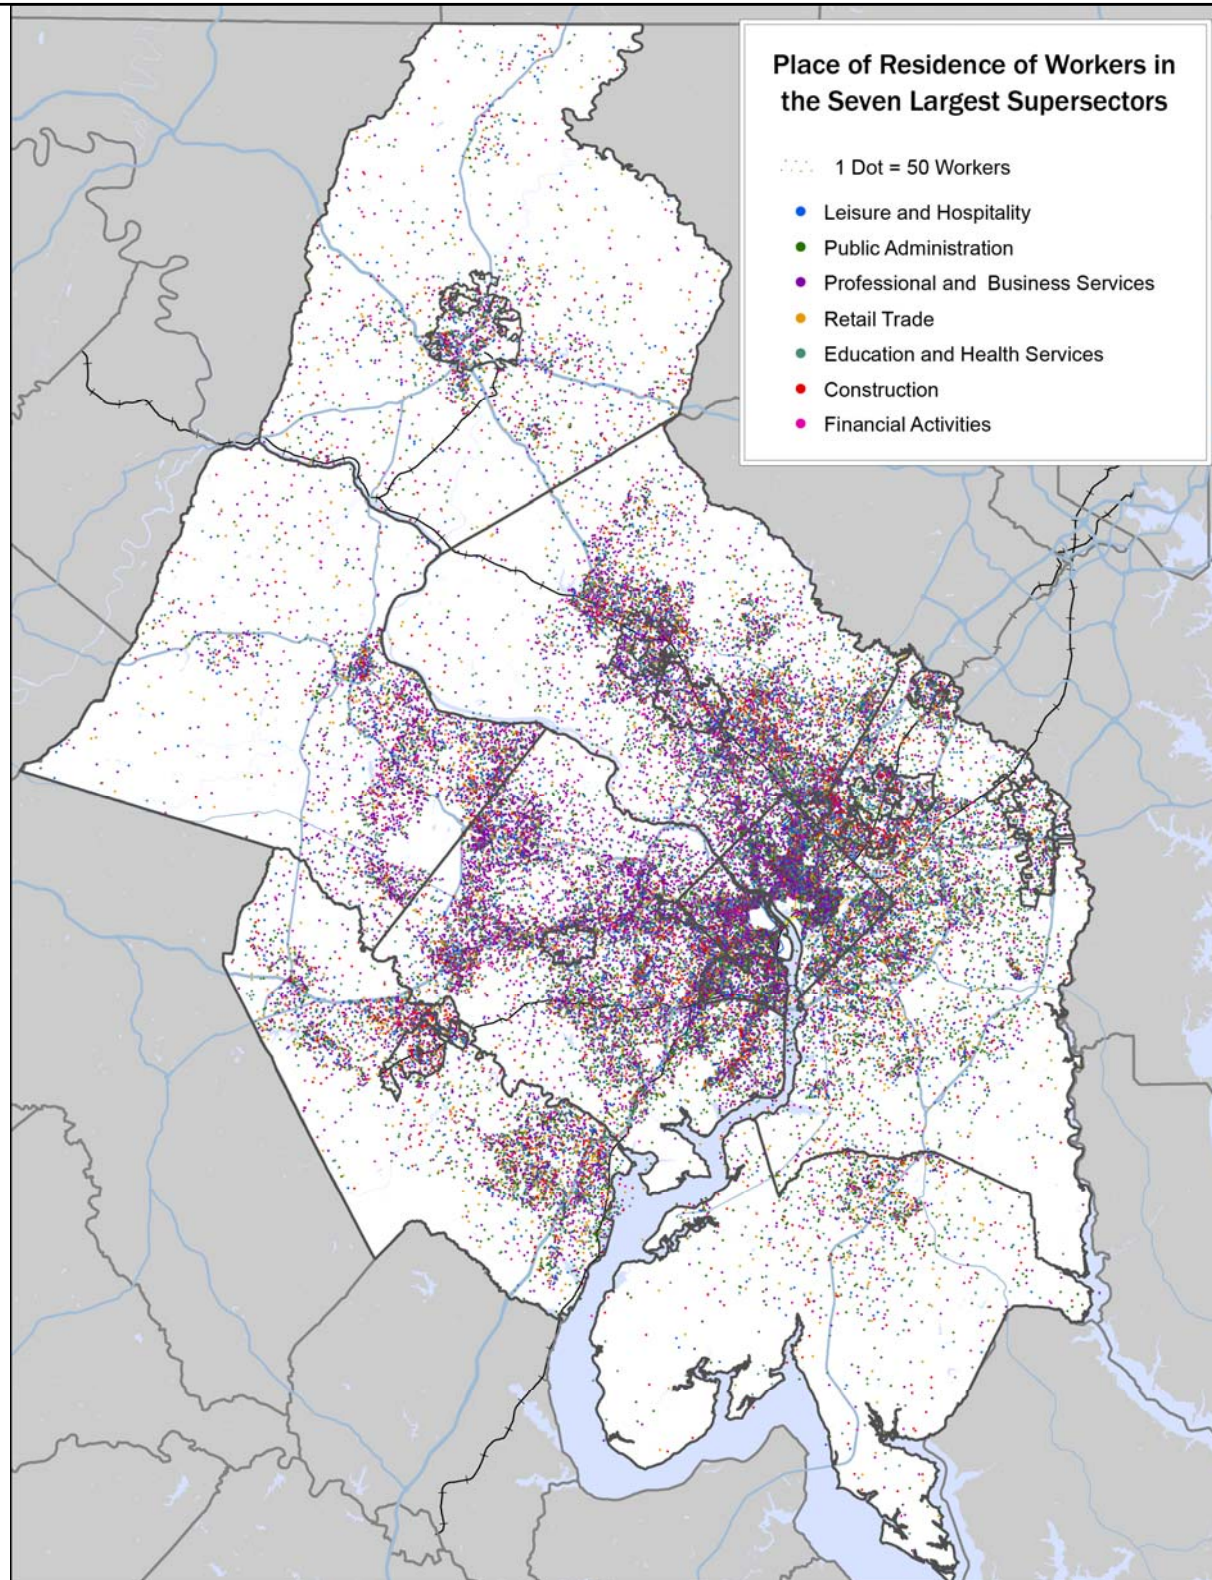 Place of Residence of Workers in
the Seven Largest Supersectors
1 Dot = 50 Workers
Leisure and Hospitality
Public Administration
Professional and Business Services
Retail Trade
Education and Health Services
Construction
Financial Activities